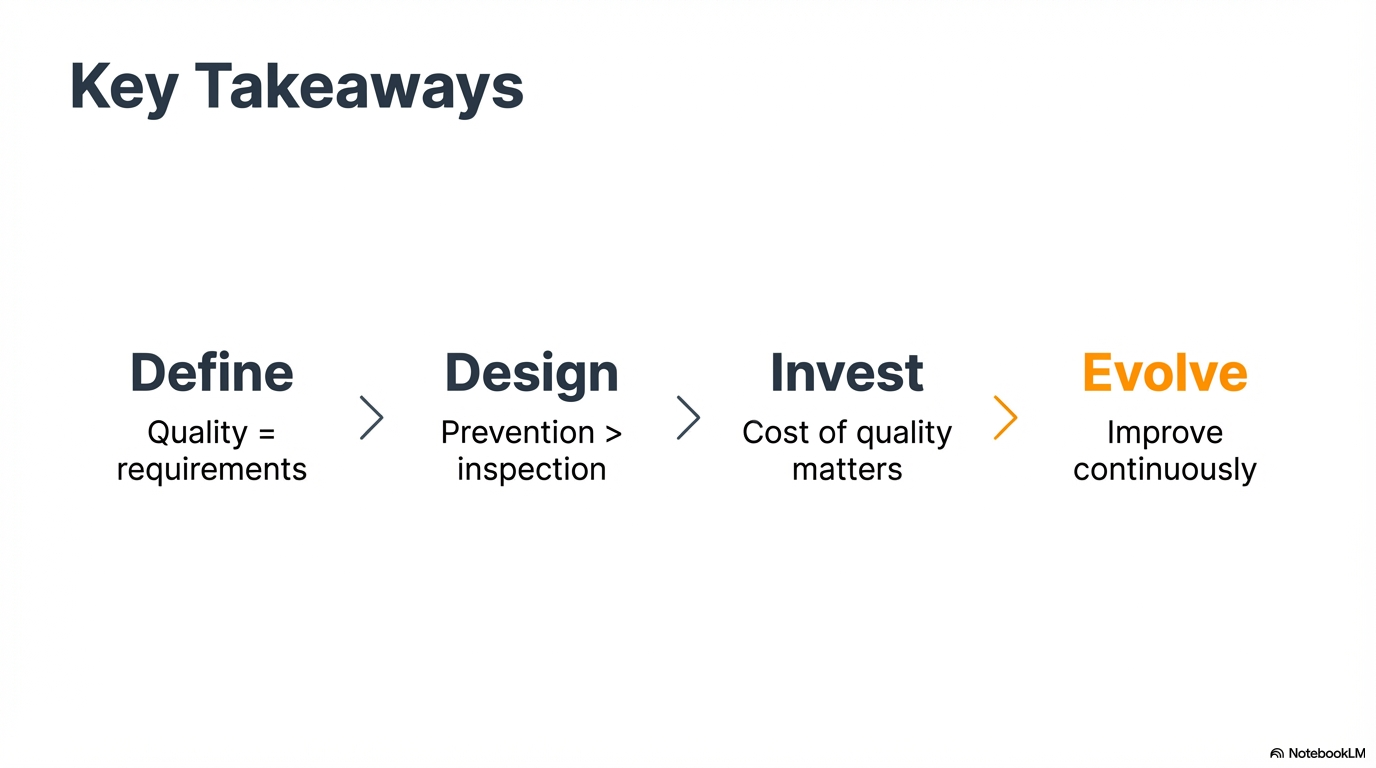 Key Takeaways
Define
Quality =
requirements
Design
Prevention >
inspection
Invest
Cost of quality
matters
Evolve
Improve
continuously
NotebookLM